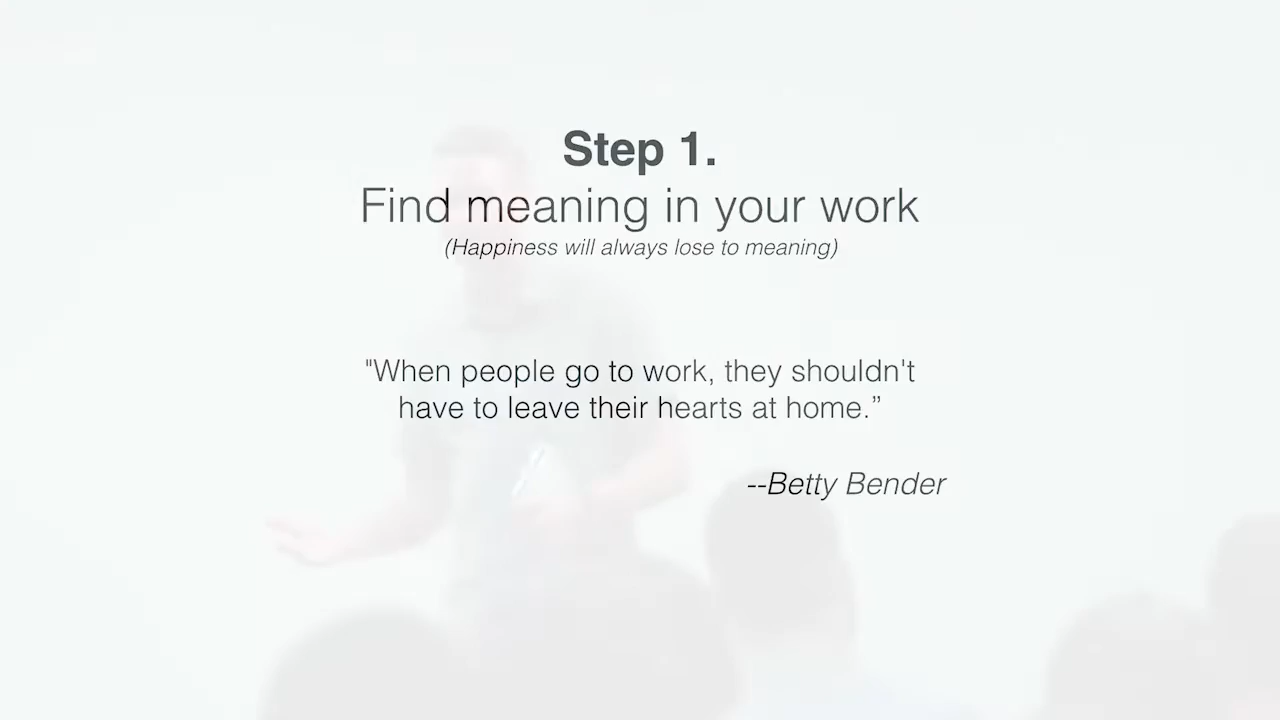 Step 1.
Find meaning in your work
(Happiness will always lose to meaning)
"When people go to work, they shouldn't
have to leave their hearts at home.”
--Betty Bender